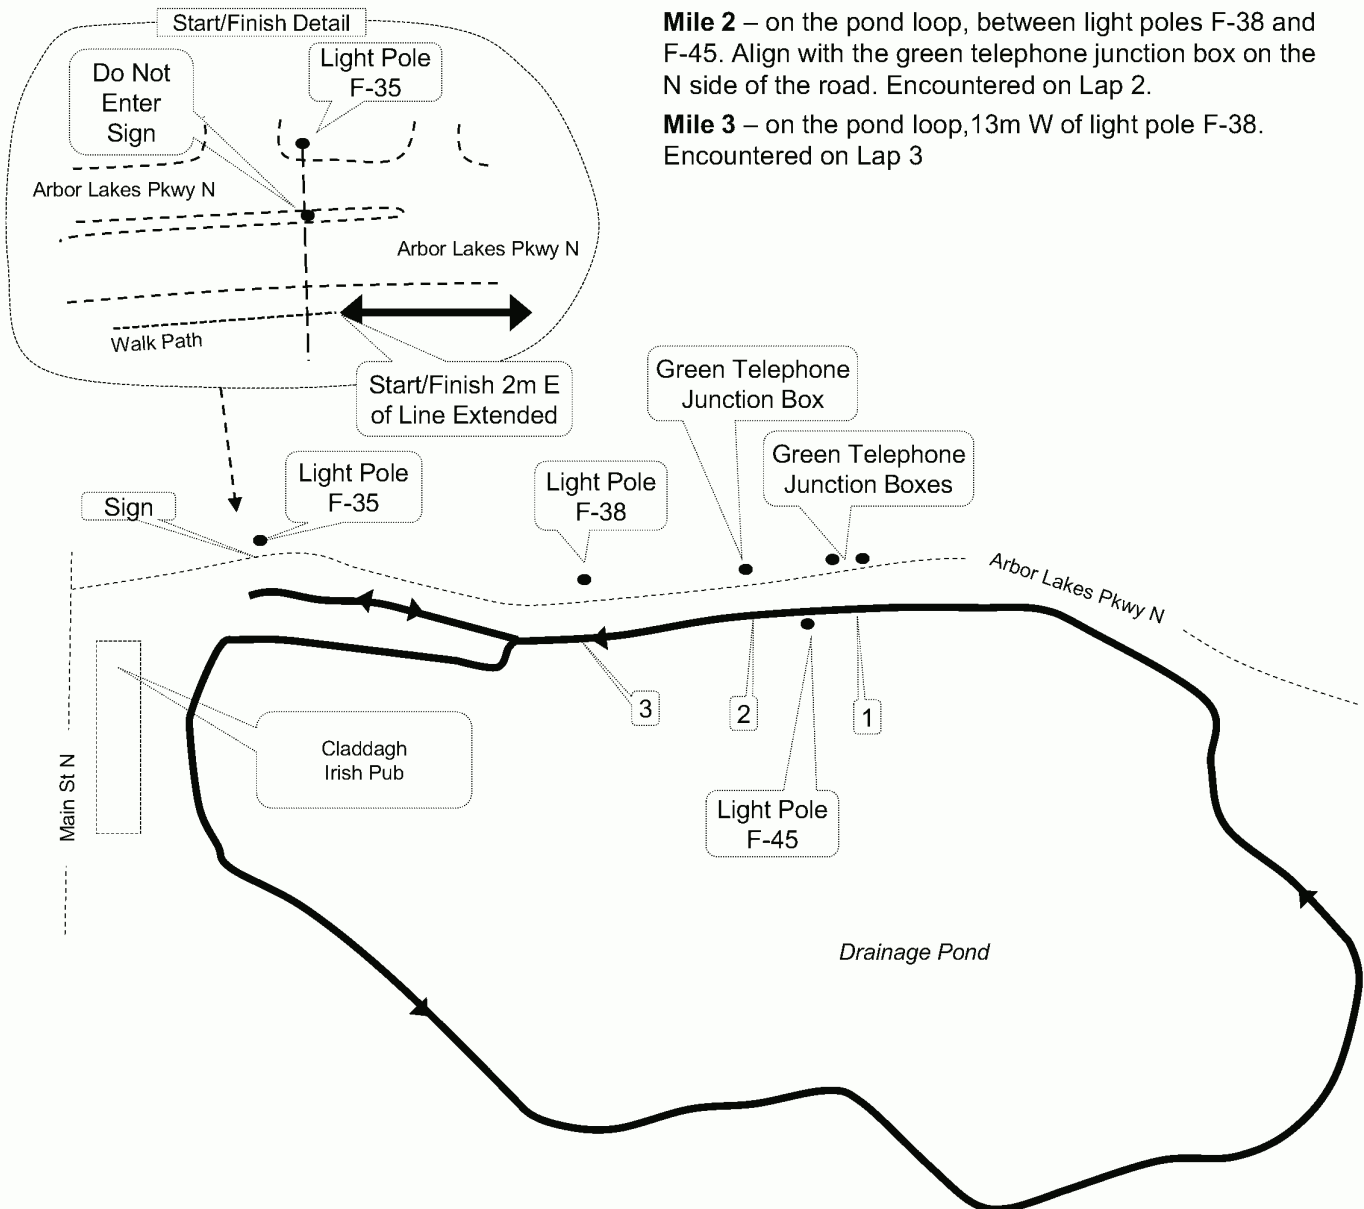 Start/Finish Detail
Do Not
Enter
Sign
Light Pole
F-35
Arbor Lakes Pkwy N
Arbor Lakes Pkwy N
Walk Path
Start/Finish 2m E
of Line Extended
Mile 2 – on the pond loop, between light poles F-38 and
F-45. Align with the green telephone junction box on the
N side of the road. Encountered on Lap 2.
Mile 3 – on the pond loop,13m W of light pole F-38.
Encountered on Lap 3
Green Telephone
Junction Box
Green Telephone
Junction Boxes
Light Pole
F-35
Light Pole
F-38
Sign
Arbor Lakes Pkwy N
3
2
1
Claddagh
Irish Pub
Main St N
Light Pole
F-45
Drainage Pond